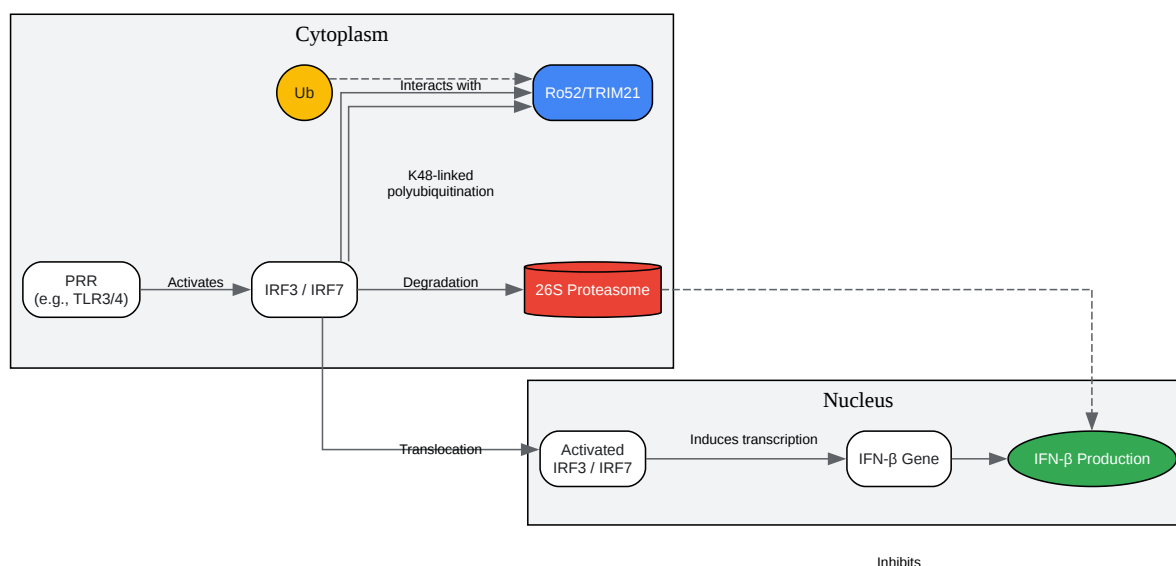 Cytoplasm
Ub
Interacts with
Ro52/TRIM21
K48-linked
polyubiquitination
PRR
(e.g., TLR3/4)
Activates
IRF3 / IRF7
Degradation
26S Proteasome
Nucleus
Translocation
Activated
IRF3 / IRF7
Induces transcription
IFN-β Gene
IFN-β Production
Inhibits